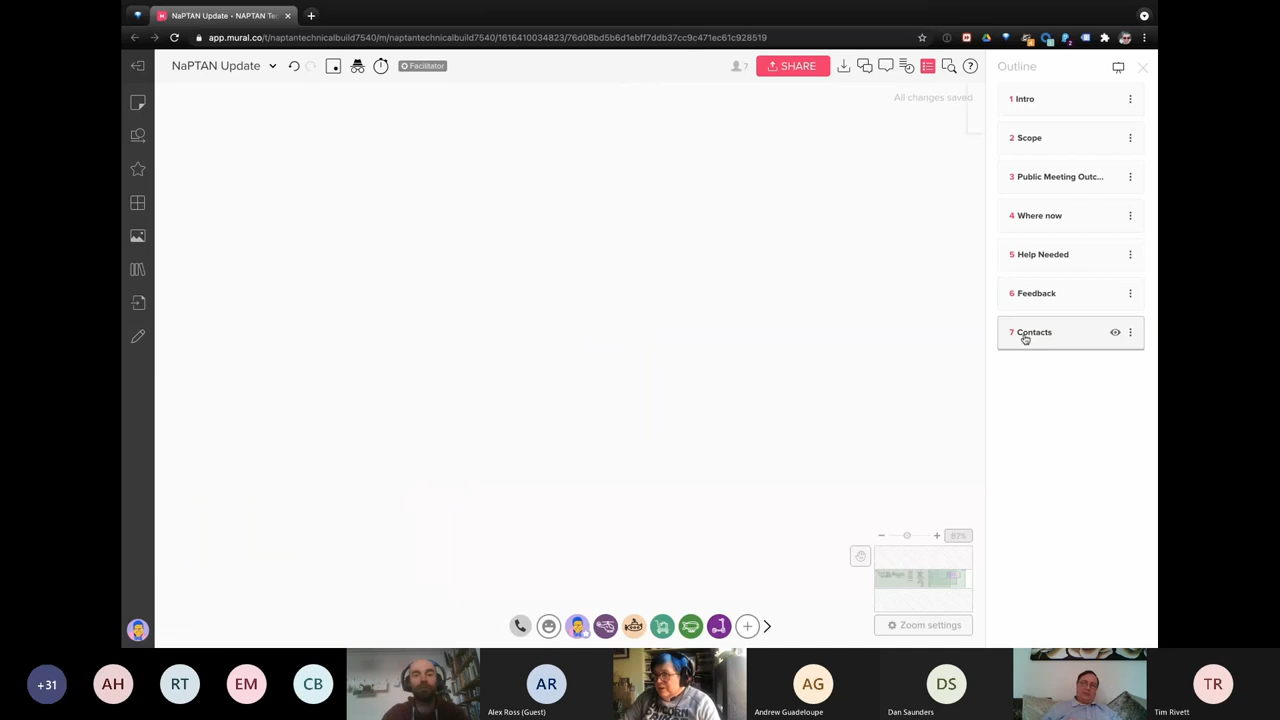 NaPTAN Update • NAPTAN Te
app.mural.co/t/naptantechnicalbuild7540/m/naptantechnicalbuild7540/1616410034823/76d08bd5b6d1ebff7ddb37cc9c471ec61c928519
NaPTAN Update
Facilitator
7
SHARE
Outline
All changes saved
1 Intro
2 Scope
3 Public Meeting Outc...
4 Where now
5 Help Needed
6 Feedback
7 Contacts
87%
Zoom settings
+31
AH
RT
EM
CB
AR
Alex Ross (Guest)
AG
Andrew Guadeloupe
DS
Dan Saunders
TR
Tim Rivett